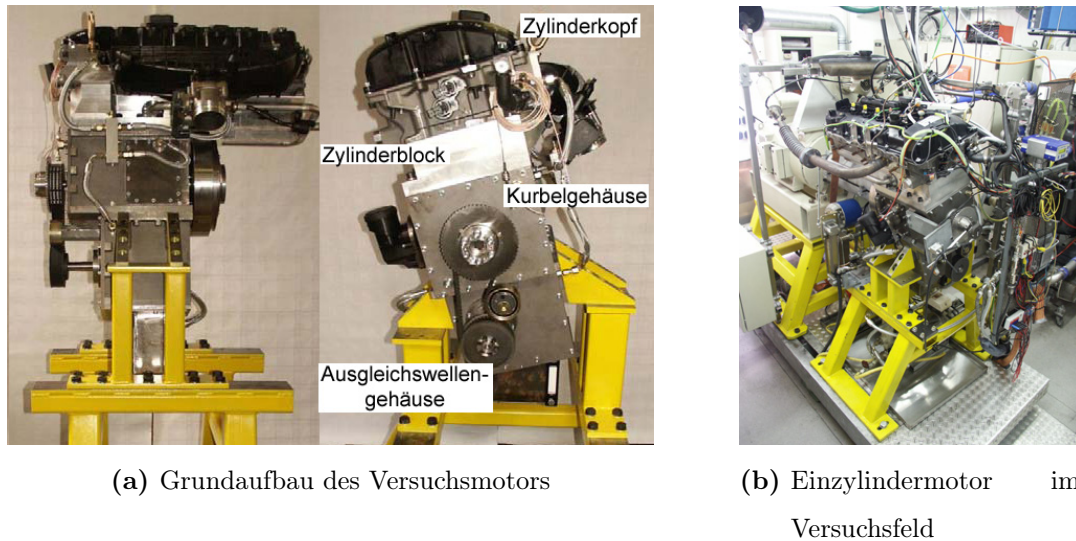 Zylinderkopf
Zylinderblock
Kurbelgehäuse
Ausgleichswellen-
gehäuse
(a) Grundaufbau des Versuchsmotors
(b) Einzylindermotor im
Versuchsfeld